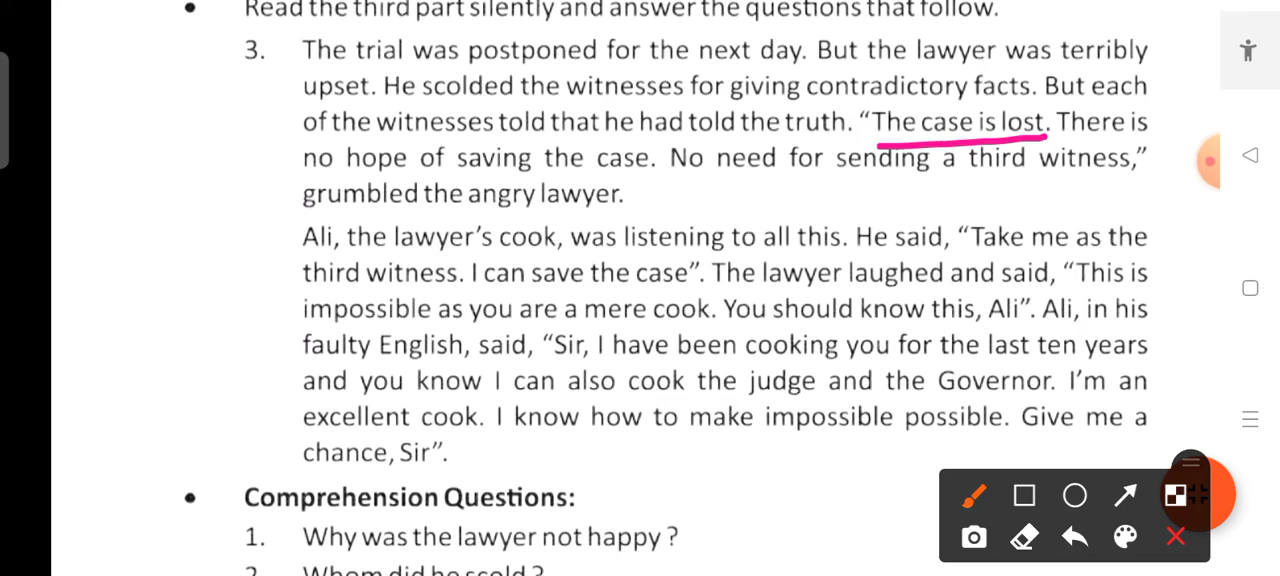 • Read the third part silently and answer the questions that follow.
3. The trial was postponed for the next day. But the lawyer was terribly
upset. He scolded the witnesses for giving contradictory facts. But each
of the witnesses told that he had told the truth. “The case is lost. There is
no hope of saving the case. No need for sending a third witness,”
grumbled the angry lawyer.
Ali, the lawyer’s cook, was listening to all this. He said, “Take me as the
third witness. I can save the case”. The lawyer laughed and said, “This is
impossible as you are a mere cook. You should know this, Ali”. Ali, in his
faulty English, said, “Sir, I have been cooking you for the last ten years
and you know I can also cook the judge and the Governor. I’m an
excellent cook. I know how to make impossible possible. Give me a
chance, Sir”.
• Comprehension Questions:
1. Why was the lawyer not happy ?
2. Whom did he scold ?